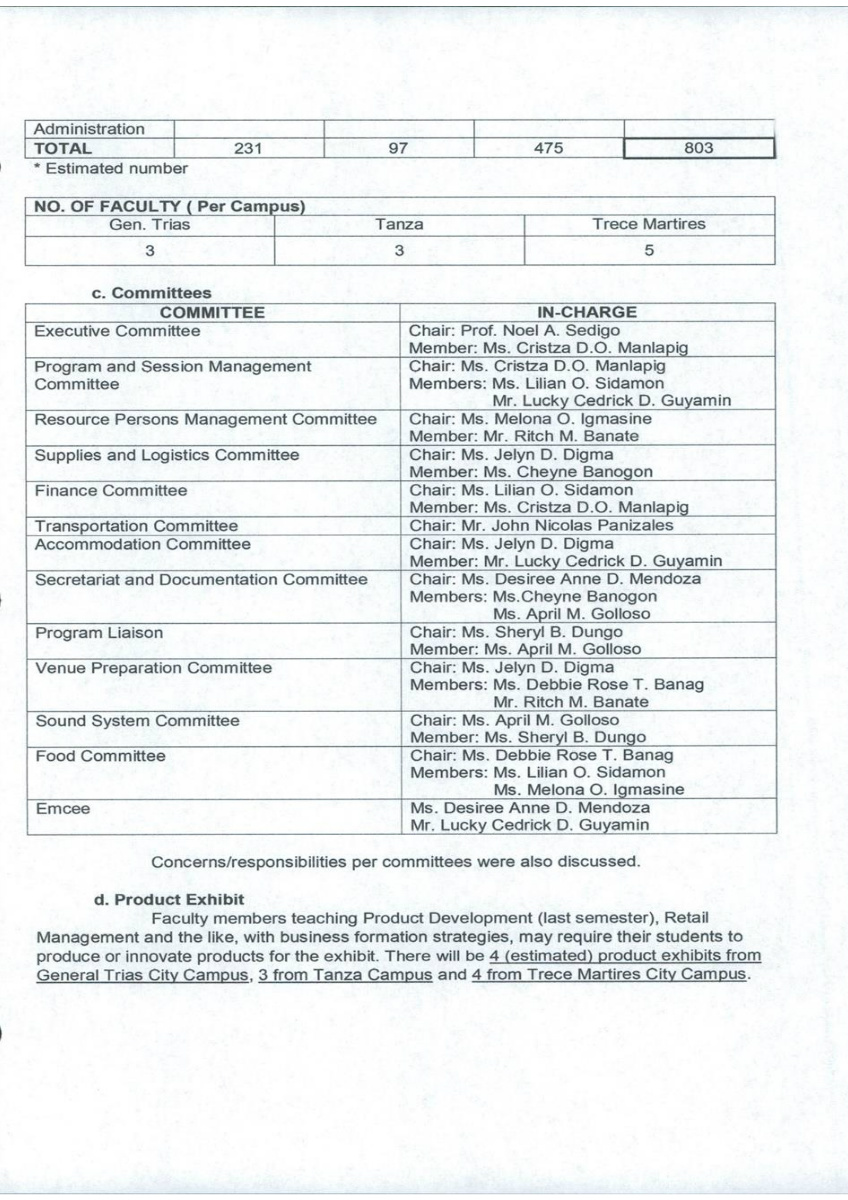 Administration
TOTAL 231 97 475 803
* Estimated number
NO. OF FACULTY ( Per Campus)
Gen. Trias Tanza Trece Martires
3 3 5
c. Committees
COMMITTEE IN-CHARGE
Executive Committee Chair: Prof. Noel A. Sedigo
Member: Ms. Cristza D.O. Manlapig
Program and Session Management Chair: Ms. Cristza D.O. Manlapig
Committee Members: Ms. Lilian O. Sidamon
Mr. Lucky Cedrick D. Guyamin
Resource Persons Management Committee Chair: Ms. Melona O. Igmasine
Member: Mr. Ritch M. Banate
Supplies and Logistics Committee Chair: Ms. Jelyn D. Digma
Member: Ms. Cheyne Banogon
Finance Committee Chair: Ms. Lilian O. Sidamon
Member: Ms. Cristza D.O. Manlapig
Transportation Committee Chair: Mr. John Nicolas Panizales
Accommodation Committee Chair: Ms. Jelyn D. Digma
Member: Mr. Lucky Cedrick D. Guyamin
Secretariat and Documentation Committee Chair: Ms. Desiree Anne D. Mendoza
Members: Ms.Cheyne Banogon
Ms. April M. Golloso
Program Liaison Chair: Ms. Sheryl B. Dungo
Member: Ms. April M. Golloso
Venue Preparation Committee Chair: Ms. Jelyn D. Digma
Members: Ms. Debbie Rose T. Banag
Mr. Ritch M. Banate
Sound System Committee Chair: Ms. April M. Golloso
Member: Ms. Sheryl B. Dungo
Food Committee Chair: Ms. Debbie Rose T. Banag
Members: Ms. Lilian O. Sidamon
Ms. Melona O. Igmasine
Emcee Ms. Desiree Anne D. Mendoza
Mr. Lucky Cedrick D. Guyamin
Concerns/responsibilities per committees were also discussed.
d. Product Exhibit
Faculty members teaching Product Development (last semester), Retail
Management and the like, with business formation strategies, may require their students to
produce or innovate products for the exhibit. There will be 4 (estimated) product exhibits from
General Trias City Campus, 3 from Tanza Campus and 4 from Trece Martires City Campus.